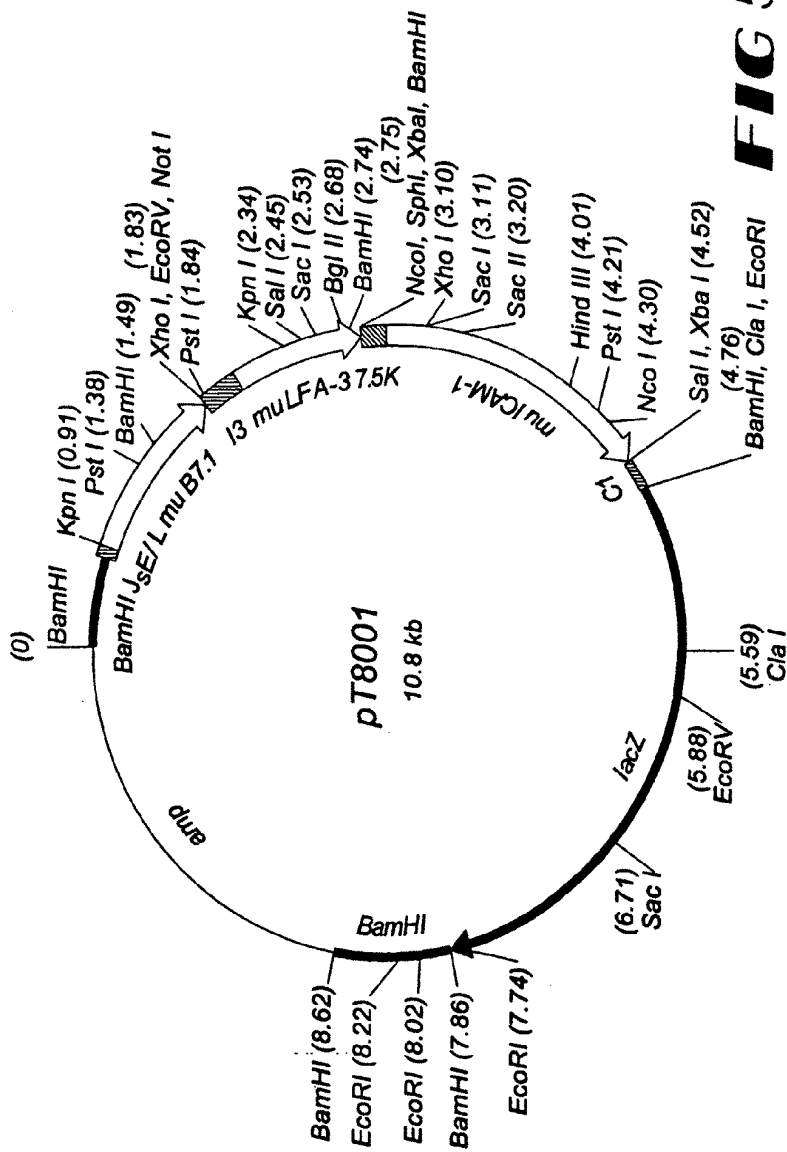 (0)
BamHI
Kpn I (0.91)
Pst I (1.38)
BamHI (1.49)
(1.83)
Xho I, EcoRV, Not I
Pst I (1.84)
Kpn I (2.34)
Sal I (2.45)
Sac I (2.53)
Bgl II (2.68)
BamHI (2.74)
(2.75)
NcoI, SphI, XbaI, BamHI
Xho I (3.10)
Sac I (3.11)
Sac II (3.20)
Hind III (4.01)
Pst I (4.21)
Nco I (4.30)
Sal I, Xba I (4.52)
(4.76)
BamHI, Cla I, EcoRI
(5.59)
Cla I
(5.88)
EcoRV
(6.71)
Sac I
EcoRI (7.74)
BamHI (7.86)
EcoRI (8.02)
EcoRI (8.22)
BamHI (8.62)
BamHI J
sE/L mu B7.1
I3 muLFA-3 7.5K
mu ICAM-1
C1
lacZ
BamHI
amp
pT8001
10.8 kb
FIG